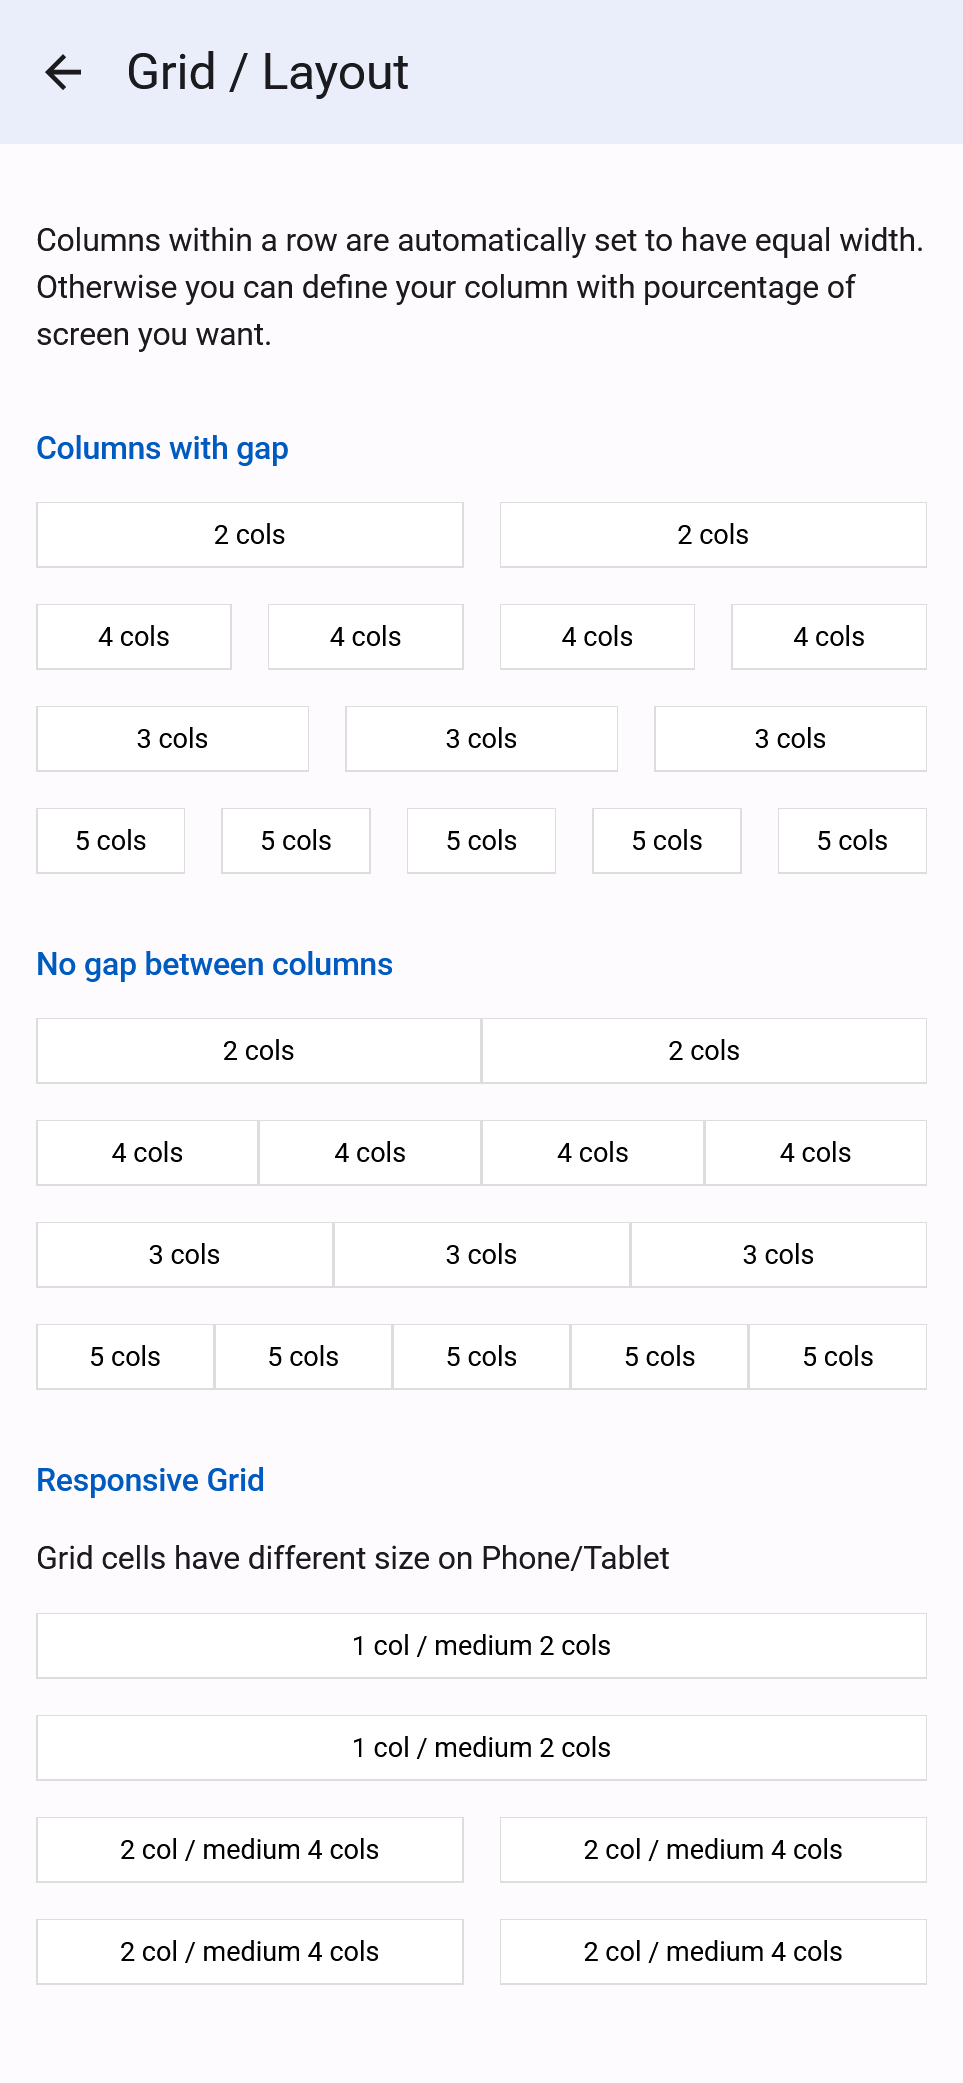 Grid / Layout
Columns within a row are automatically set to have equal width.
Otherwise you can define your column with pourcentage of
screen you want.
Columns with gap
2 cols 2 cols
4 cols 4 cols 4 cols 4 cols
3 cols 3 cols 3 cols
5 cols 5 cols 5 cols 5 cols 5 cols
No gap between columns
2 cols 2 cols
4 cols 4 cols 4 cols 4 cols
3 cols 3 cols 3 cols
5 cols 5 cols 5 cols 5 cols 5 cols
Responsive Grid
Grid cells have different size on Phone/Tablet
1 col / medium 2 cols
1 col / medium 2 cols
2 col / medium 4 cols 2 col / medium 4 cols
2 col / medium 4 cols 2 col / medium 4 cols